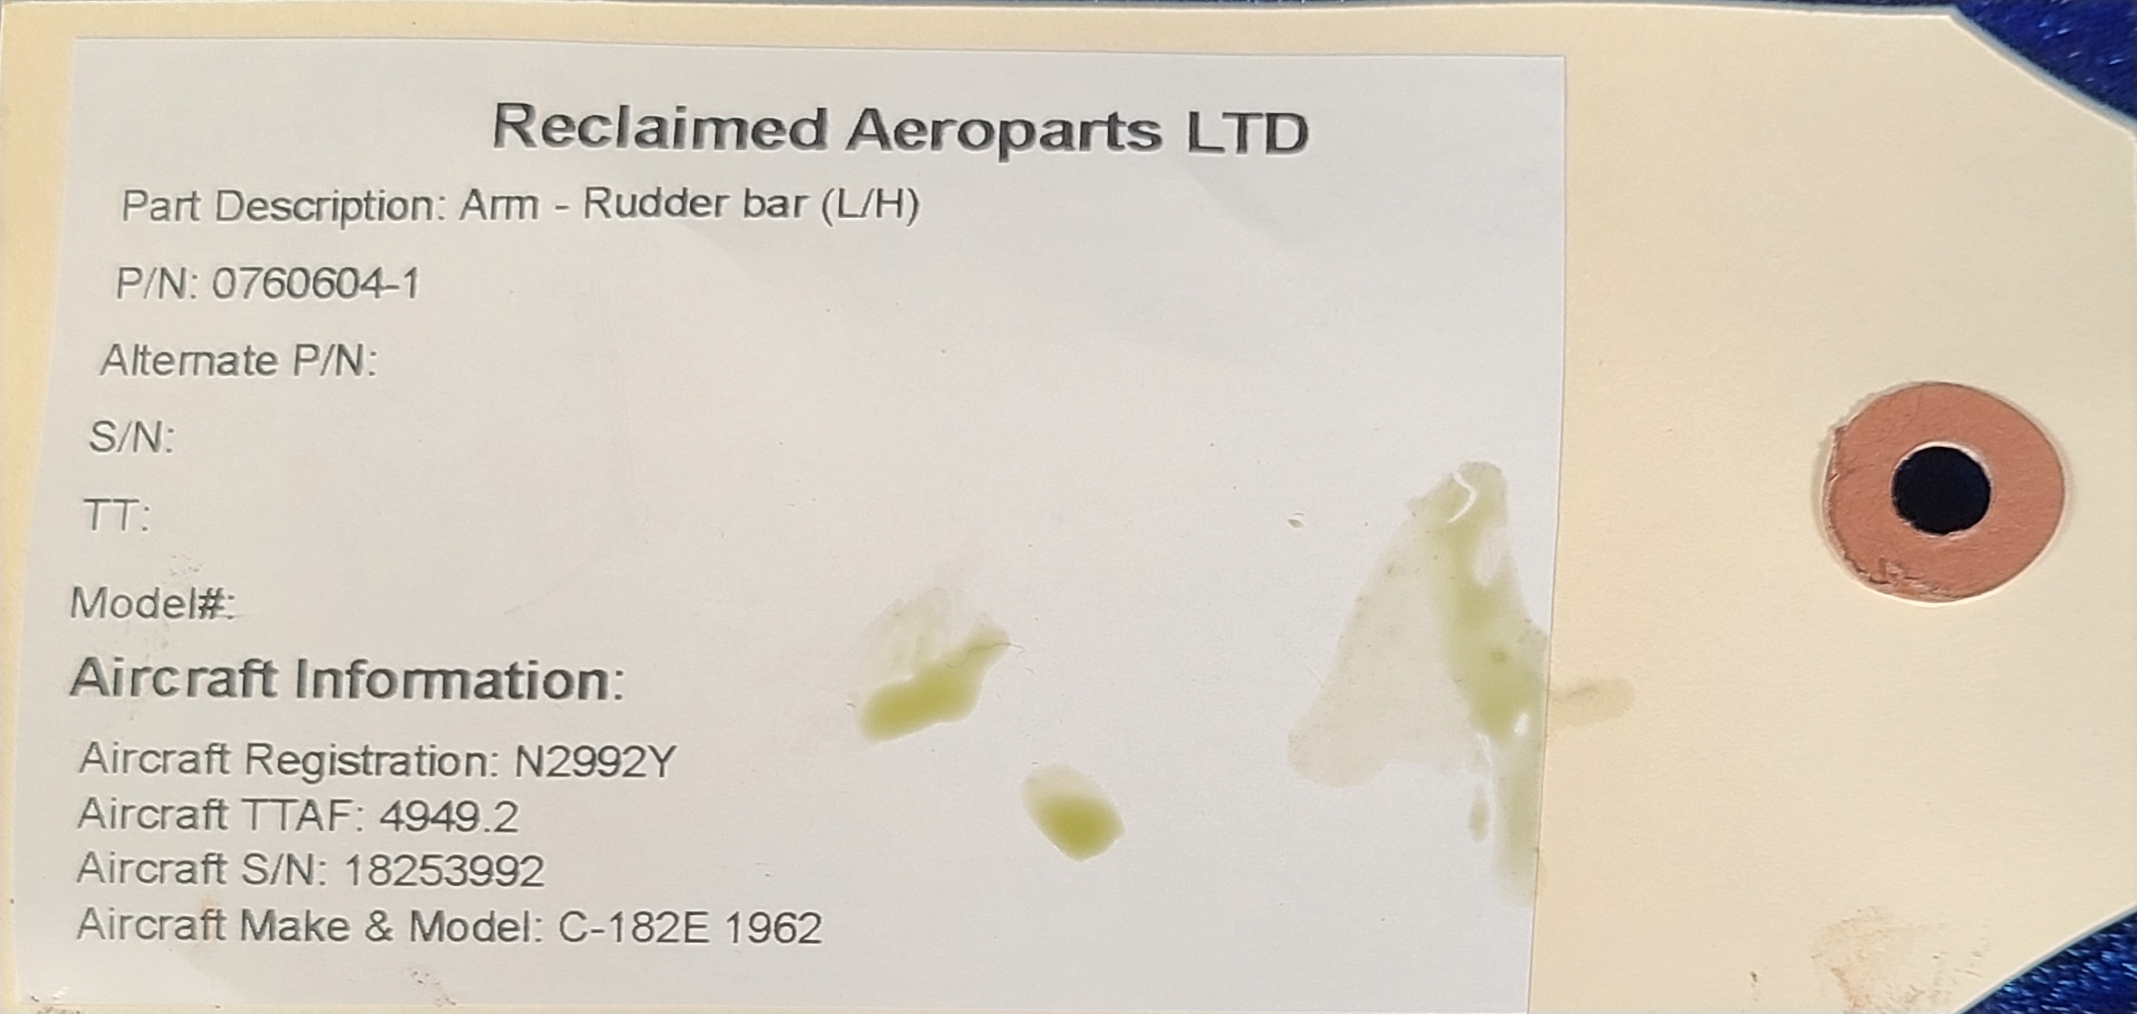 Reclaimed Aeroparts LTD
Part Description: Arm - Rudder bar (L/H)
P/N: 0760604-1
Alternate P/N:
S/N:
TT:
Model#:
Aircraft Information:
Aircraft Registration: N2992Y
Aircraft TTAF: 4949.2
Aircraft S/N: 18253992
Aircraft Make & Model: C-182E 1962